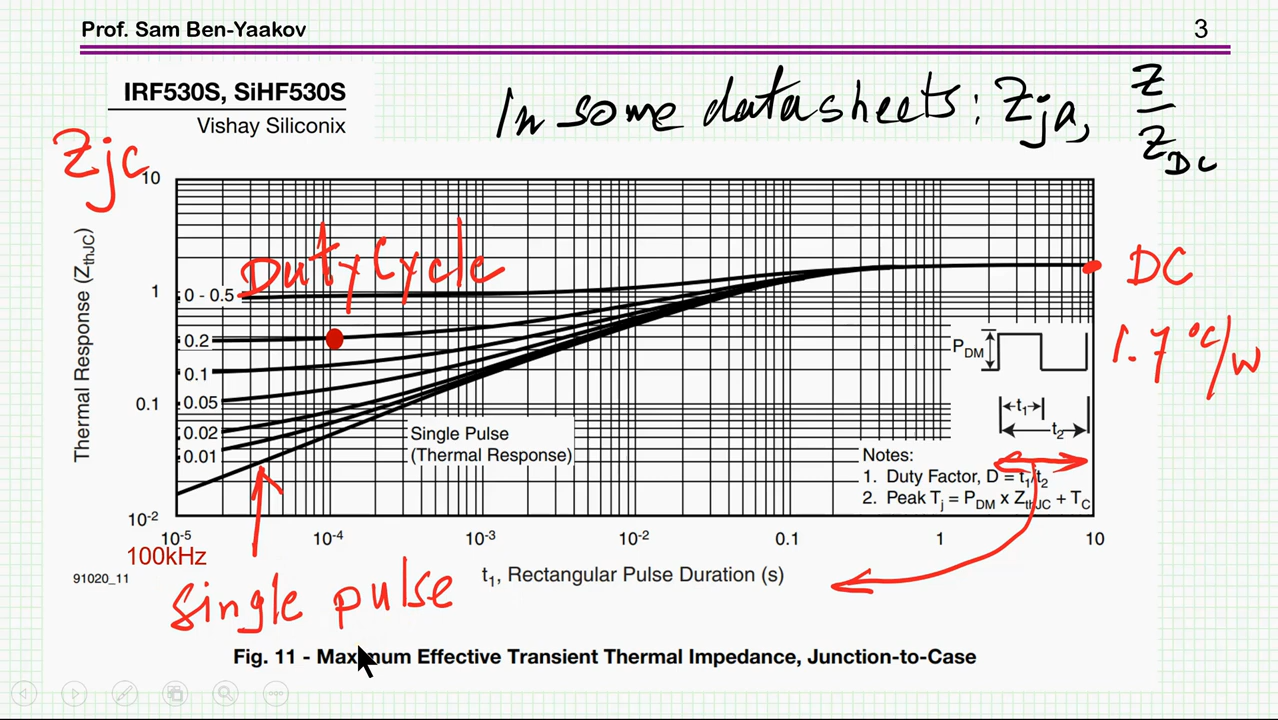 Prof. Sam Ben-Yaakov
3
IRF530S, SiHF530S
Vishay Siliconix
In some datasheets: Zja, Z/ZDC
Zjc
10
1
0.1
10-2
Thermal Response (ZthJC)
Duty Cycle
0 - 0.5
0.2
0.1
0.05
0.02
0.01
Single Pulse
(Thermal Response)
DC
1.7 °C/W
PDM
t1
t2
Notes:
1. Duty Factor, D = t1/t2
2. Peak Tj = PDM x ZthJC + TC
10-5
10-4
10-3
10-2
0.1
1
10
100kHz
91020_11
t1, Rectangular Pulse Duration (s)
single pulse
Fig. 11 - Maximum Effective Transient Thermal Impedance, Junction-to-Case